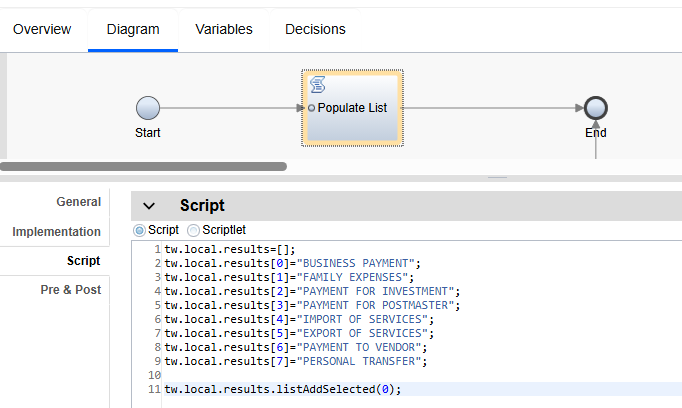 Overview Diagram Variables Decisions
Populate List
Start
End
General
Implementation
Script
Pre & Post
Script
Script Scriptlet
1 tw.local.results=[];
2 tw.local.results[0]="BUSINESS PAYMENT";
3 tw.local.results[1]="FAMILY EXPENSES";
4 tw.local.results[2]="PAYMENT FOR INVESTMENT";
5 tw.local.results[3]="PAYMENT FOR POSTMASTER";
6 tw.local.results[4]="IMPORT OF SERVICES";
7 tw.local.results[5]="EXPORT OF SERVICES";
8 tw.local.results[6]="PAYMENT TO VENDOR";
9 tw.local.results[7]="PERSONAL TRANSFER";
10
11 tw.local.results.listAddSelected(0);